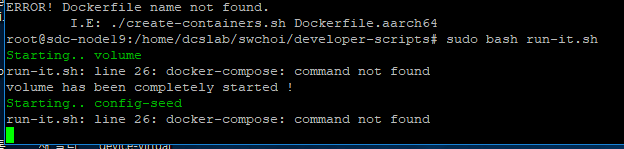 ERROR! Dockerfile name not found.
I.E: ./create-containers.sh Dockerfile.aarch64
root@sdc-node19:/home/dcslab/swchoi/developer-scripts# sudo bash run-it.sh
Starting.. volume
run-it.sh: line 26: docker-compose: command not found
volume has been completely started !
Starting.. config-seed
run-it.sh: line 26: docker-compose: command not found